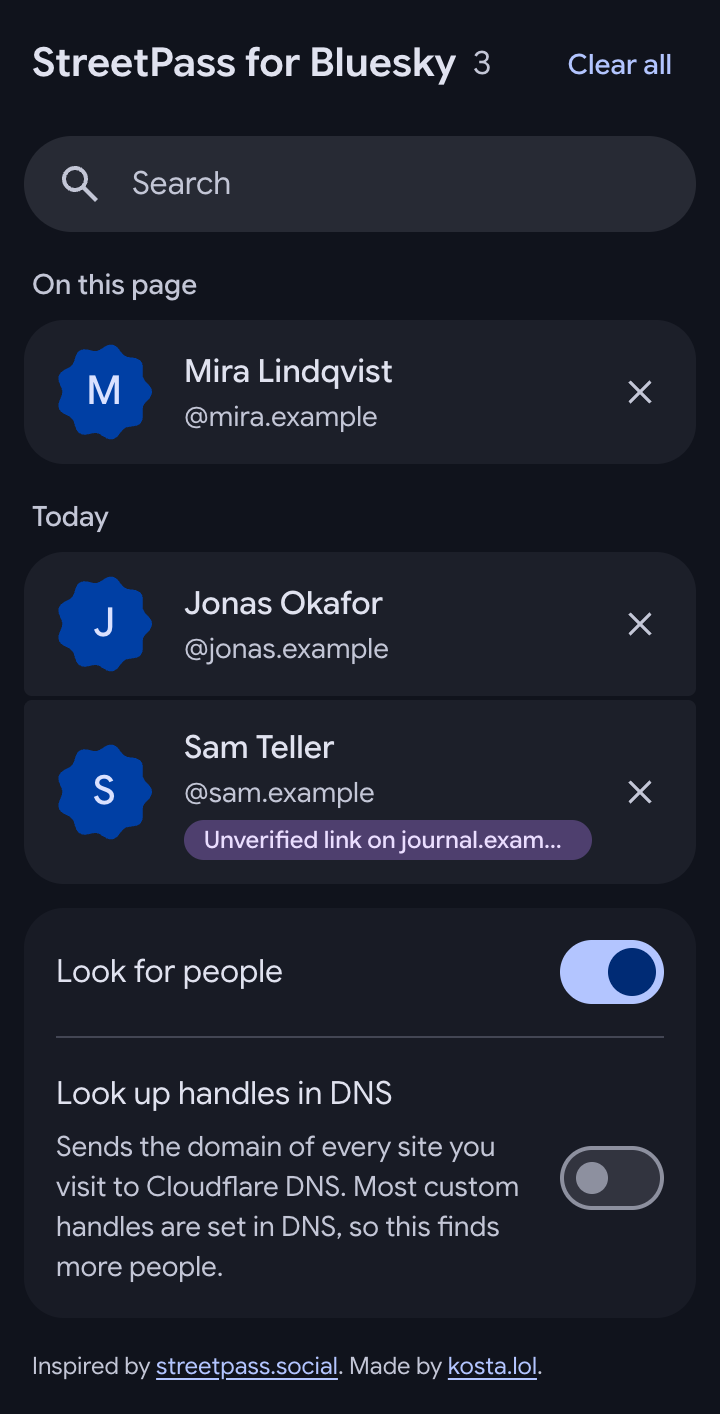 StreetPass for Bluesky 3 Clear all
Search
On this page
M
Mira Lindqvist
@mira.example
Today
J
Jonas Okafor
@jonas.example
S
Sam Teller
@sam.example
Unverified link on journal.exam...
Look for people
Look up handles in DNS
Sends the domain of every site you
visit to Cloudflare DNS. Most custom
handles are set in DNS, so this finds
more people.
Inspired by streetpass.social. Made by kosta.lol.